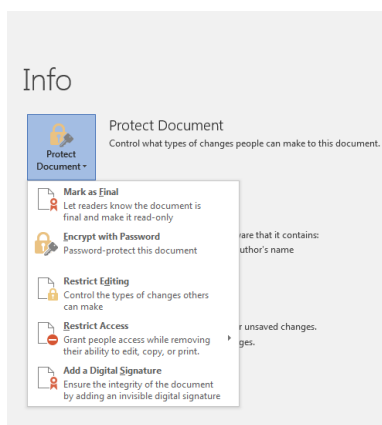 Info
Protect Document
Control what types of changes people can make to this document.
Protect
Document
Mark as Final
Let readers know the document is
final and make it read-only
Encrypt with Password
Password-protect this document
Restrict Editing
Control the types of changes others
can make
Restrict Access
Grant people access while removing
their ability to edit, copy, or print.
Add a Digital Signature
Ensure the integrity of the document
by adding an invisible digital signature
that it contains:
name
unsaved changes.